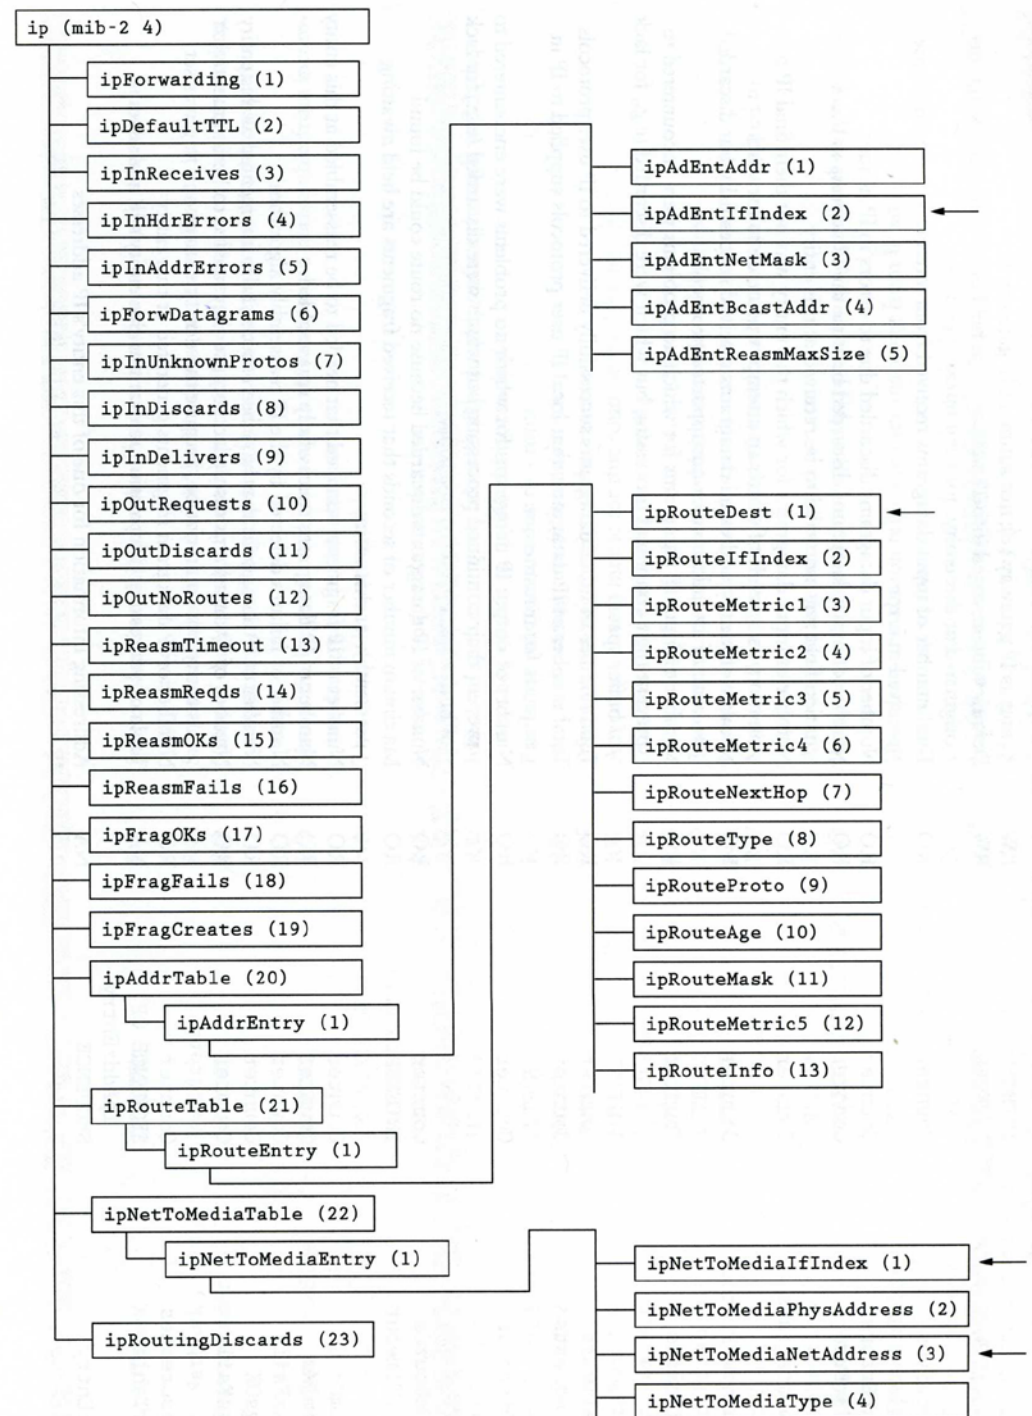 ip (mib-2 4)
ipForwarding (1)
ipDefaultTTL (2)
ipInReceives (3)
ipInHdrErrors (4)
ipInAddrErrors (5)
ipForwDatagrams (6)
ipInUnknownProtos (7)
ipInDiscards (8)
ipInDelivers (9)
ipOutRequests (10)
ipOutDiscards (11)
ipOutNoRoutes (12)
ipReasmTimeout (13)
ipReasmReqds (14)
ipReasmOKs (15)
ipReasmFails (16)
ipFragOKs (17)
ipFragFails (18)
ipFragCreates (19)
ipAddrTable (20)
ipAddrEntry (1)
ipRouteTable (21)
ipRouteEntry (1)
ipNetToMediaTable (22)
ipNetToMediaEntry (1)
ipRoutingDiscards (23)
ipAdEntAddr (1)
ipAdEntIfIndex (2)
ipAdEntNetMask (3)
ipAdEntBcastAddr (4)
ipAdEntReasmMaxSize (5)
ipRouteDest (1)
ipRouteIfIndex (2)
ipRouteMetric1 (3)
ipRouteMetric2 (4)
ipRouteMetric3 (5)
ipRouteMetric4 (6)
ipRouteNextHop (7)
ipRouteType (8)
ipRouteProto (9)
ipRouteAge (10)
ipRouteMask (11)
ipRouteMetric5 (12)
ipRouteInfo (13)
ipNetToMediaIfIndex (1)
ipNetToMediaPhysAddress (2)
ipNetToMediaNetAddress (3)
ipNetToMediaType (4)